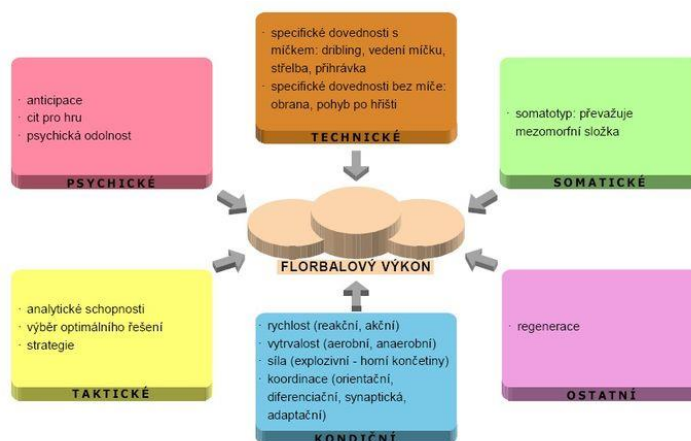 · specifické dovednosti s
míčkem: dribling, vedení míčku,
střelba, přihrávka
· specifické dovednosti bez míče:
obrana, pohyb po hřišti
TECHNICKÉ
· anticipace
· cit pro hru
· psychická odolnost
PSYCHICKÉ
· somatotyp: převažuje
mezomorfní složka
SOMATICKÉ
FLORBALOVÝ VÝKON
· analytické schopnosti
· výběr optimálního řešení
· strategie
TAKTICKÉ
· rychlost (reakční, akční)
· vytrvalost (aerobní, anaerobní)
· síla (explozivní - horní končetiny)
· koordinace (orientační,
diferenciační, synaptická,
adaptační)
KONDIČNÍ
· regenerace
OSTATNÍ